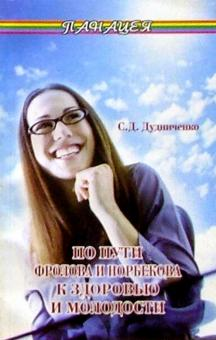 ПАНАЦЕЯ
С.Д. Дудниченко
ПО ПУТИ
ФРОЛОВА И НОРБЕКОВА
К ЗДОРОВЬЮ
И МОЛОДОСТИ